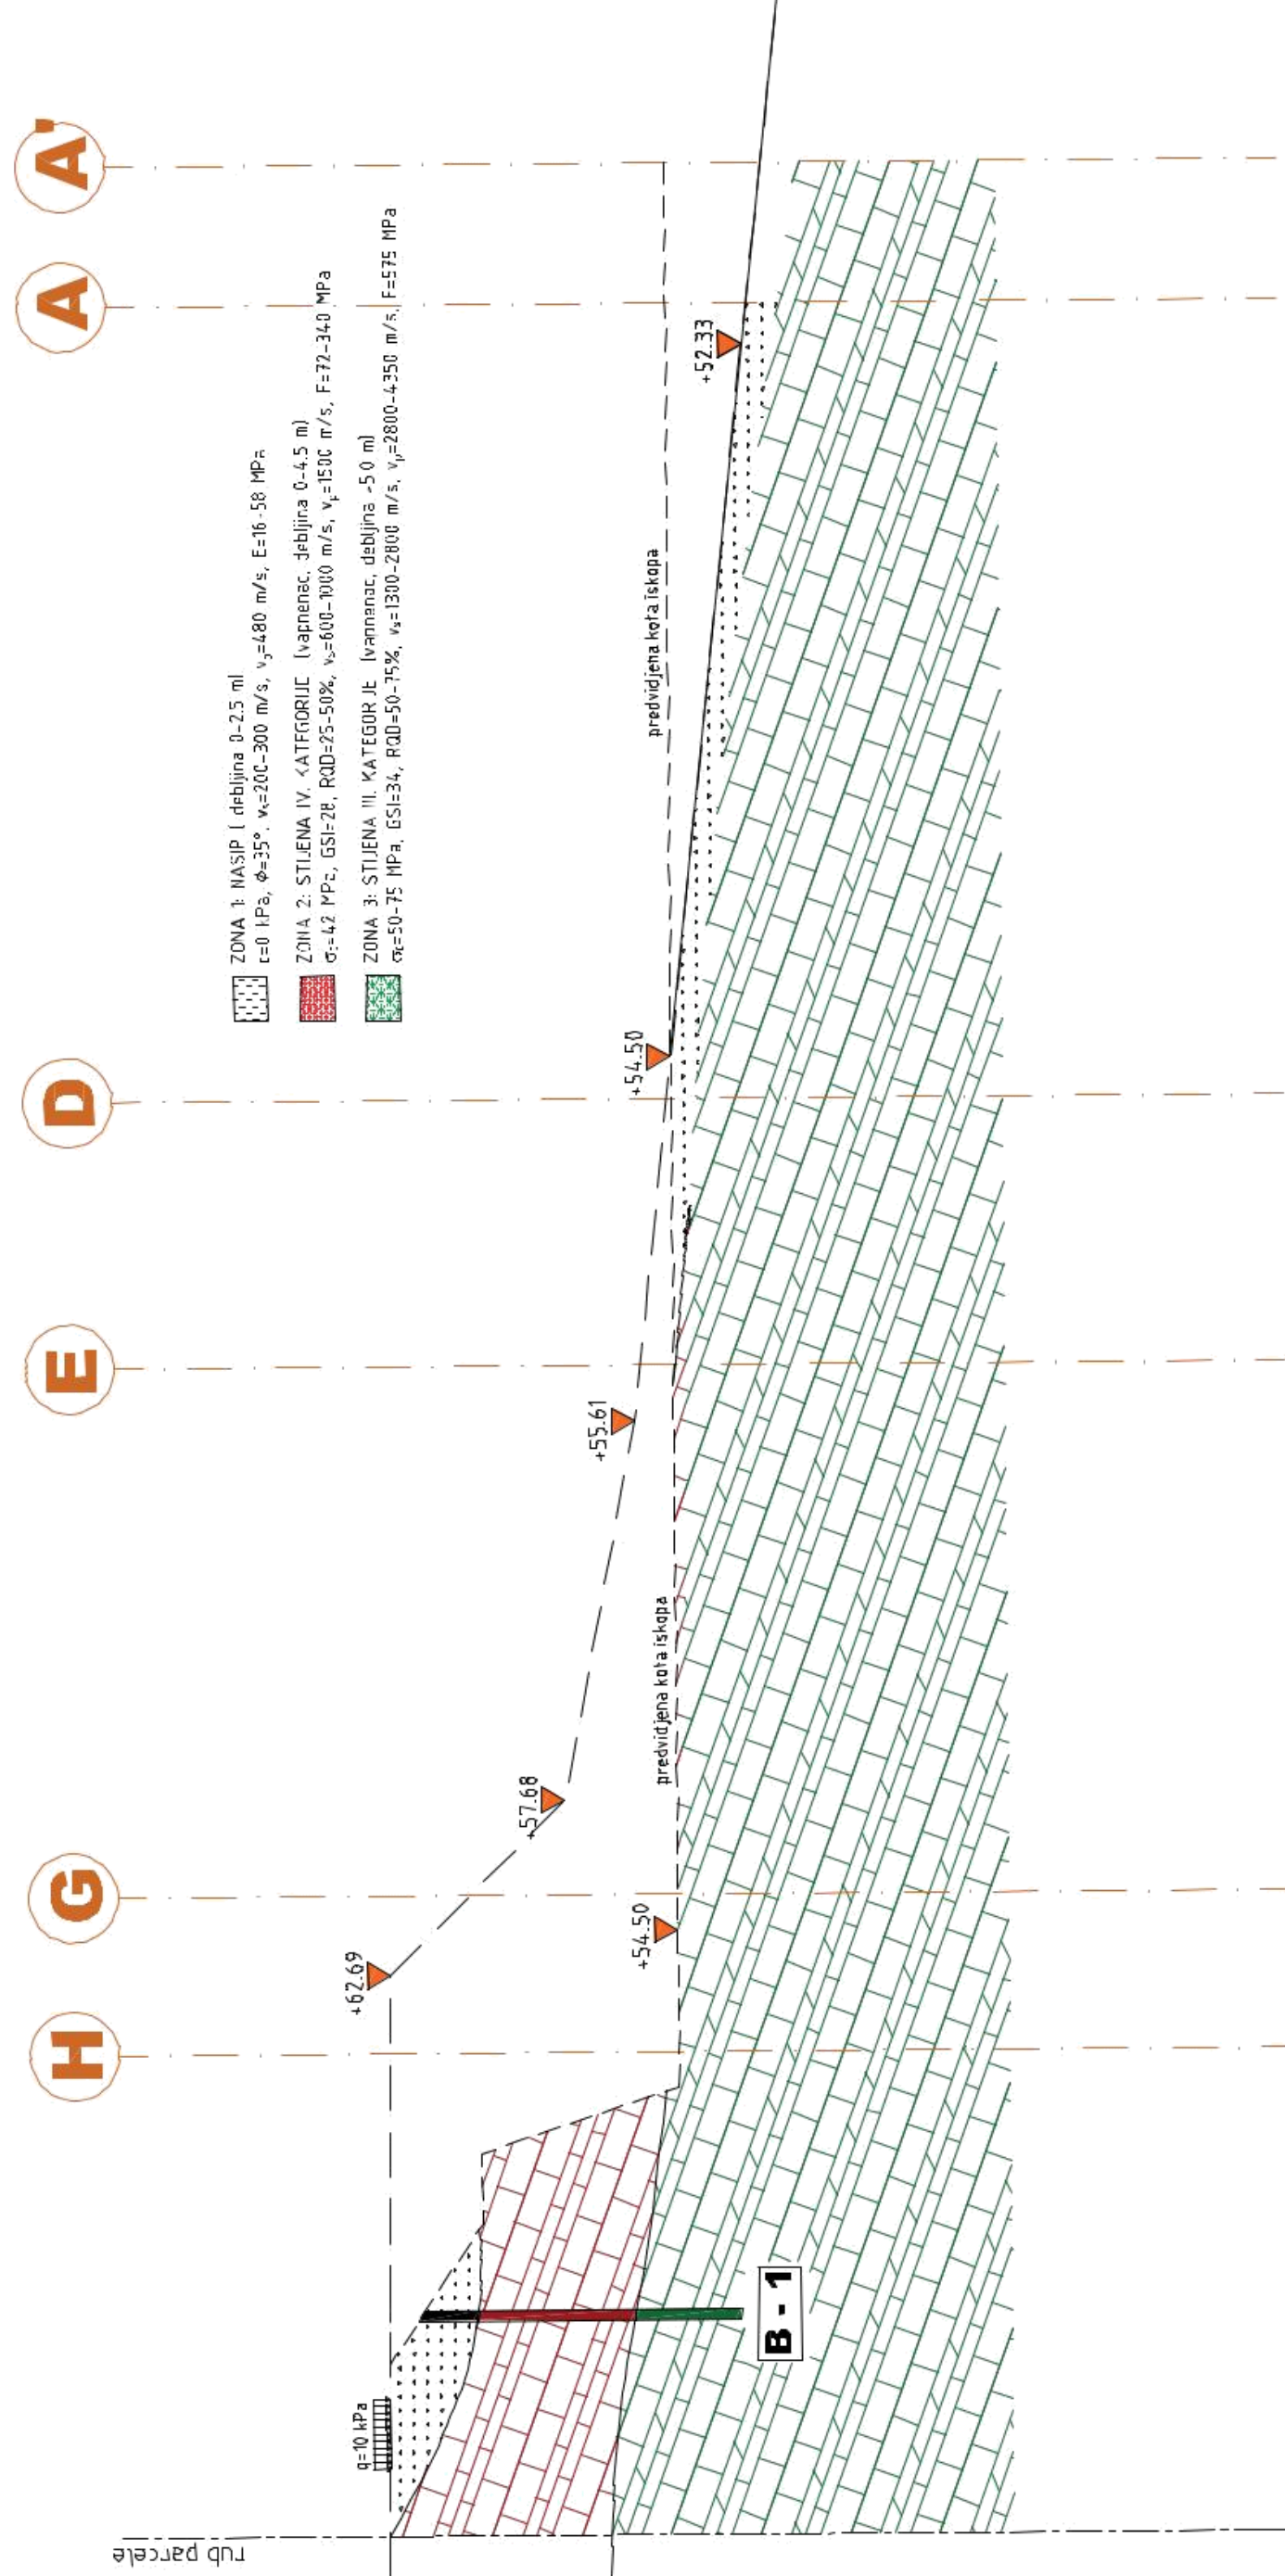 rub parcele
H
G
E
D
A
A'
ZONA 1: NASIP ( debljina 0-2.5 m)
c=0 kPa, φ=35°, vₛ=200-300 m/s, vₚ=480 m/s, E=16-58 MPa
ZONA 2: STIJENA IV. KATEGORIJE (vapnenac, debljina 0-4.5 m)
σc=42 MPa, GSI=28, RQD=25-50%, vₛ=600-1000 m/s, vₚ=1500 m/s, E=72-340 MPa
ZONA 3: STIJENA III. KATEGORIJE (vapnenac, debljina ~5.0 m)
σc=50-75 MPa, GSI=34, RQD=50-75%, vₛ=1300-2800 m/s, vₚ=2800-4350 m/s, E=575 MPa
q=10 kPa
+62.69
+57.68
+55.61
+54.50
+52.33
+54.50
predvidjena kota iskopa
predvidjena kota iskopa
B - 1